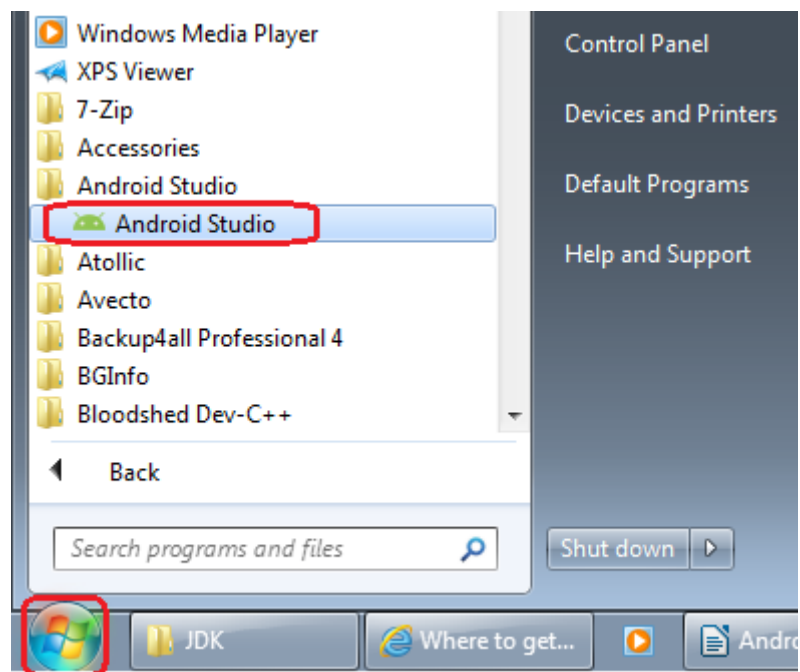 Windows Media Player
XPS Viewer
7-Zip
Accessories
Android Studio
Android Studio
Atollic
Avecto
Backup4all Professional 4
BGInfo
Bloodshed Dev-C++
Back
Search programs and files
Control Panel
Devices and Printers
Default Programs
Help and Support
Shut down
JDK
Where to get...
Andro